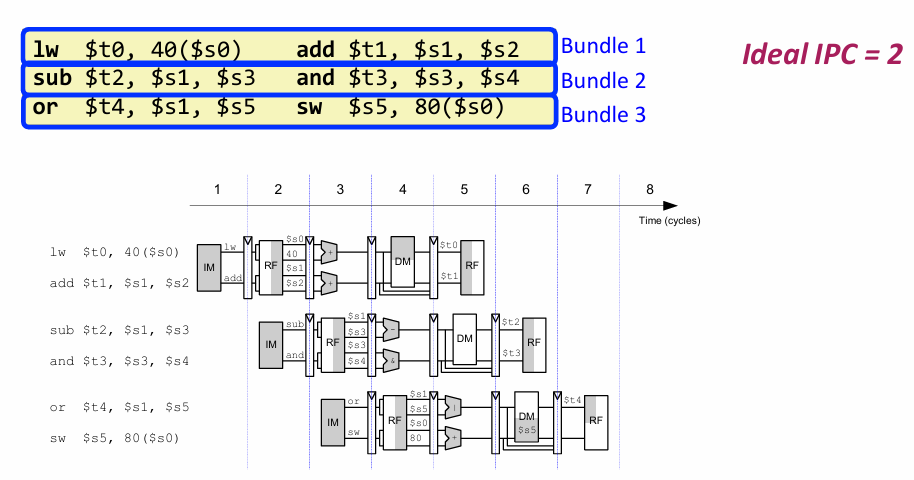 lw $t0, 40($s0) add $t1, $s1, $s2 Bundle 1
Ideal IPC = 2
sub $t2, $s1, $s3 and $t3, $s3, $s4 Bundle 2
or $t4, $s1, $s5 sw $s5, 80($s0) Bundle 3
1 2 3 4 5 6 7 8
Time (cycles)
lw $t0, 40($s0) IM lw RF $s0 40 + DM $t0 RF
add $t1, $s1, $s2 add $s1 $s2 + $t1
sub $t2, $s1, $s3 IM sub RF $s1 $s3 - DM $t2 RF
and $t3, $s3, $s4 and $s3 $s4 & $t3
or $t4, $s1, $s5 IM or RF $s1 $s5 | DM $t4 RF
sw $s5, 80($s0) sw $s0 80 + $s5